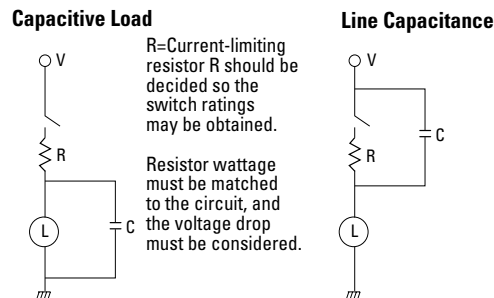 Capacitive Load
V
R
L
C
R=Current-limiting
resistor R should be
decided so the
switch ratings
may be obtained.
Resistor wattage
must be matched
to the circuit, and
the voltage drop
must be considered.
Line Capacitance
V
C
R
L